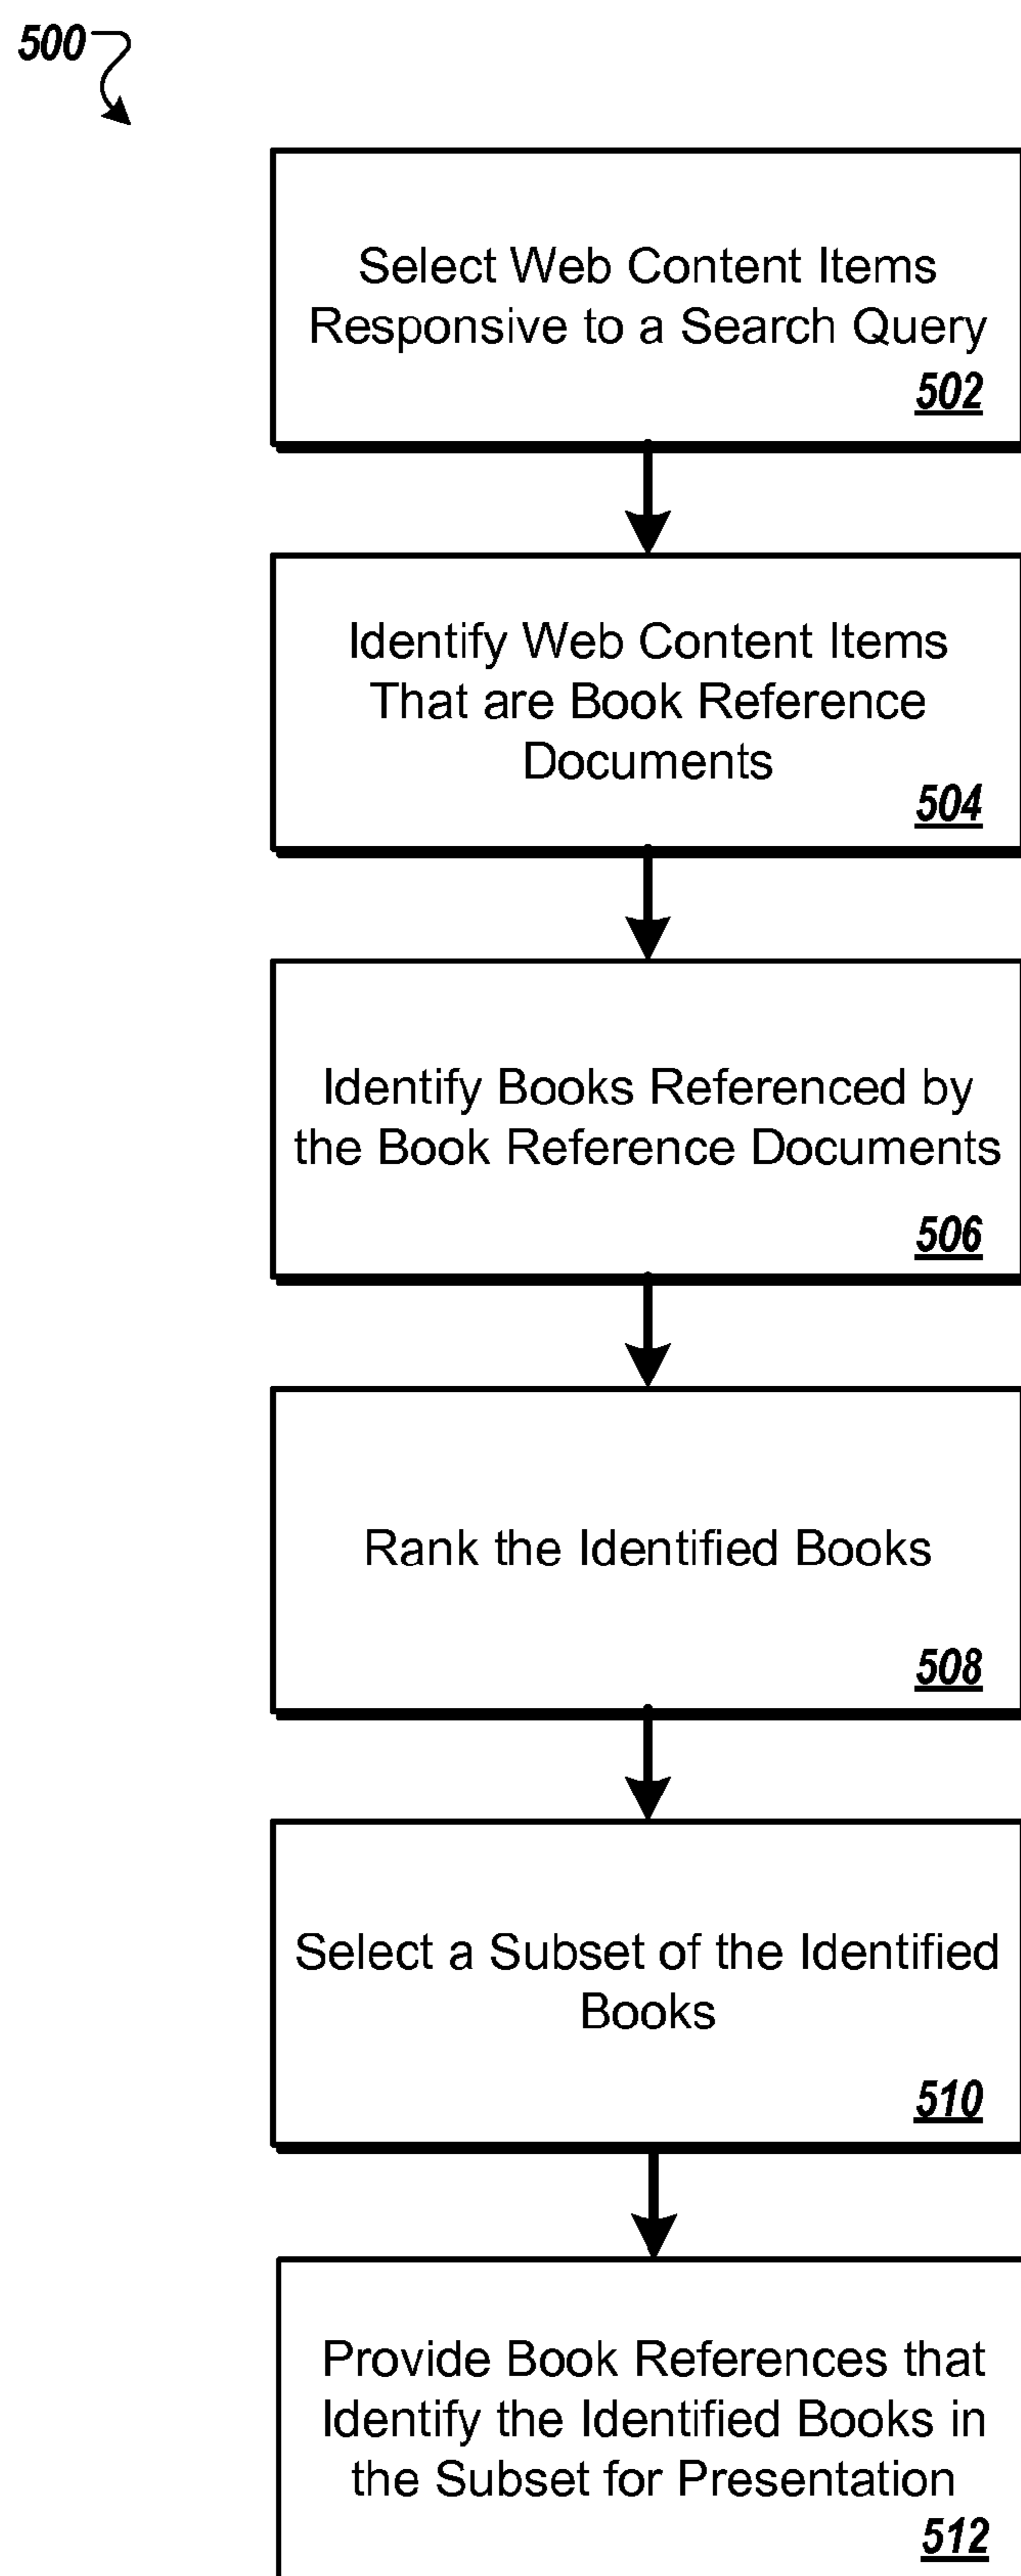 500
Select Web Content Items
Responsive to a Search Query
502
Identify Web Content Items
That are Book Reference
Documents
504
Identify Books Referenced by
the Book Reference Documents
506
Rank the Identified Books
508
Select a Subset of the Identified
Books
510
Provide Book References that
Identify the Identified Books in
the Subset for Presentation
512